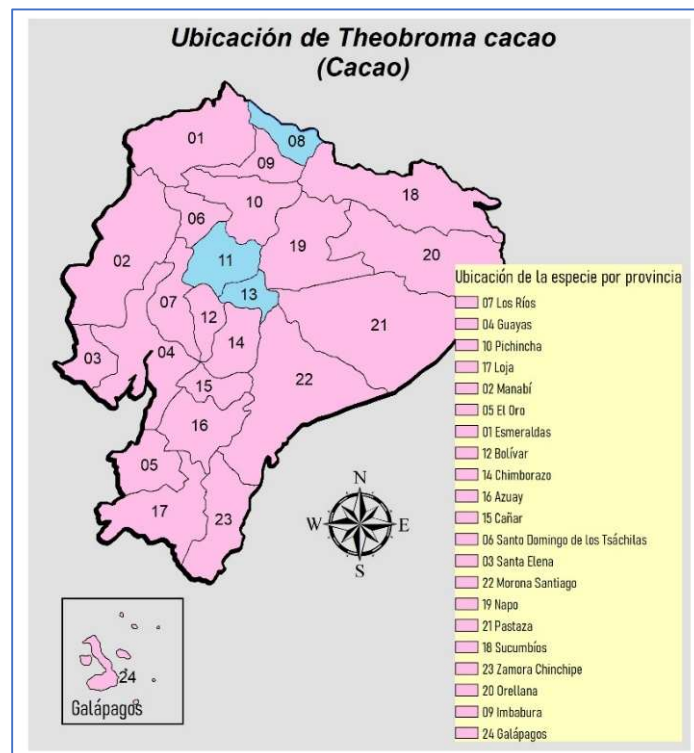 Ubicación de Theobroma cacao
(Cacao)
01
08
09
18
10
06
19
20
02
11
13
07
12
21
14
03
04
22
15
16
05
17
23
N
W
E
S
24
Galápagos
Ubicación de la especie por provincia
07 Los Ríos
04 Guayas
10 Pichincha
17 Loja
02 Manabí
05 El Oro
01 Esmeraldas
12 Bolívar
14 Chimborazo
16 Azuay
15 Cañar
06 Santo Domingo de los Tsáchilas
03 Santa Elena
22 Morona Santiago
19 Napo
21 Pastaza
18 Sucumbíos
23 Zamora Chinchipe
20 Orellana
09 Imbabura
24 Galápagos